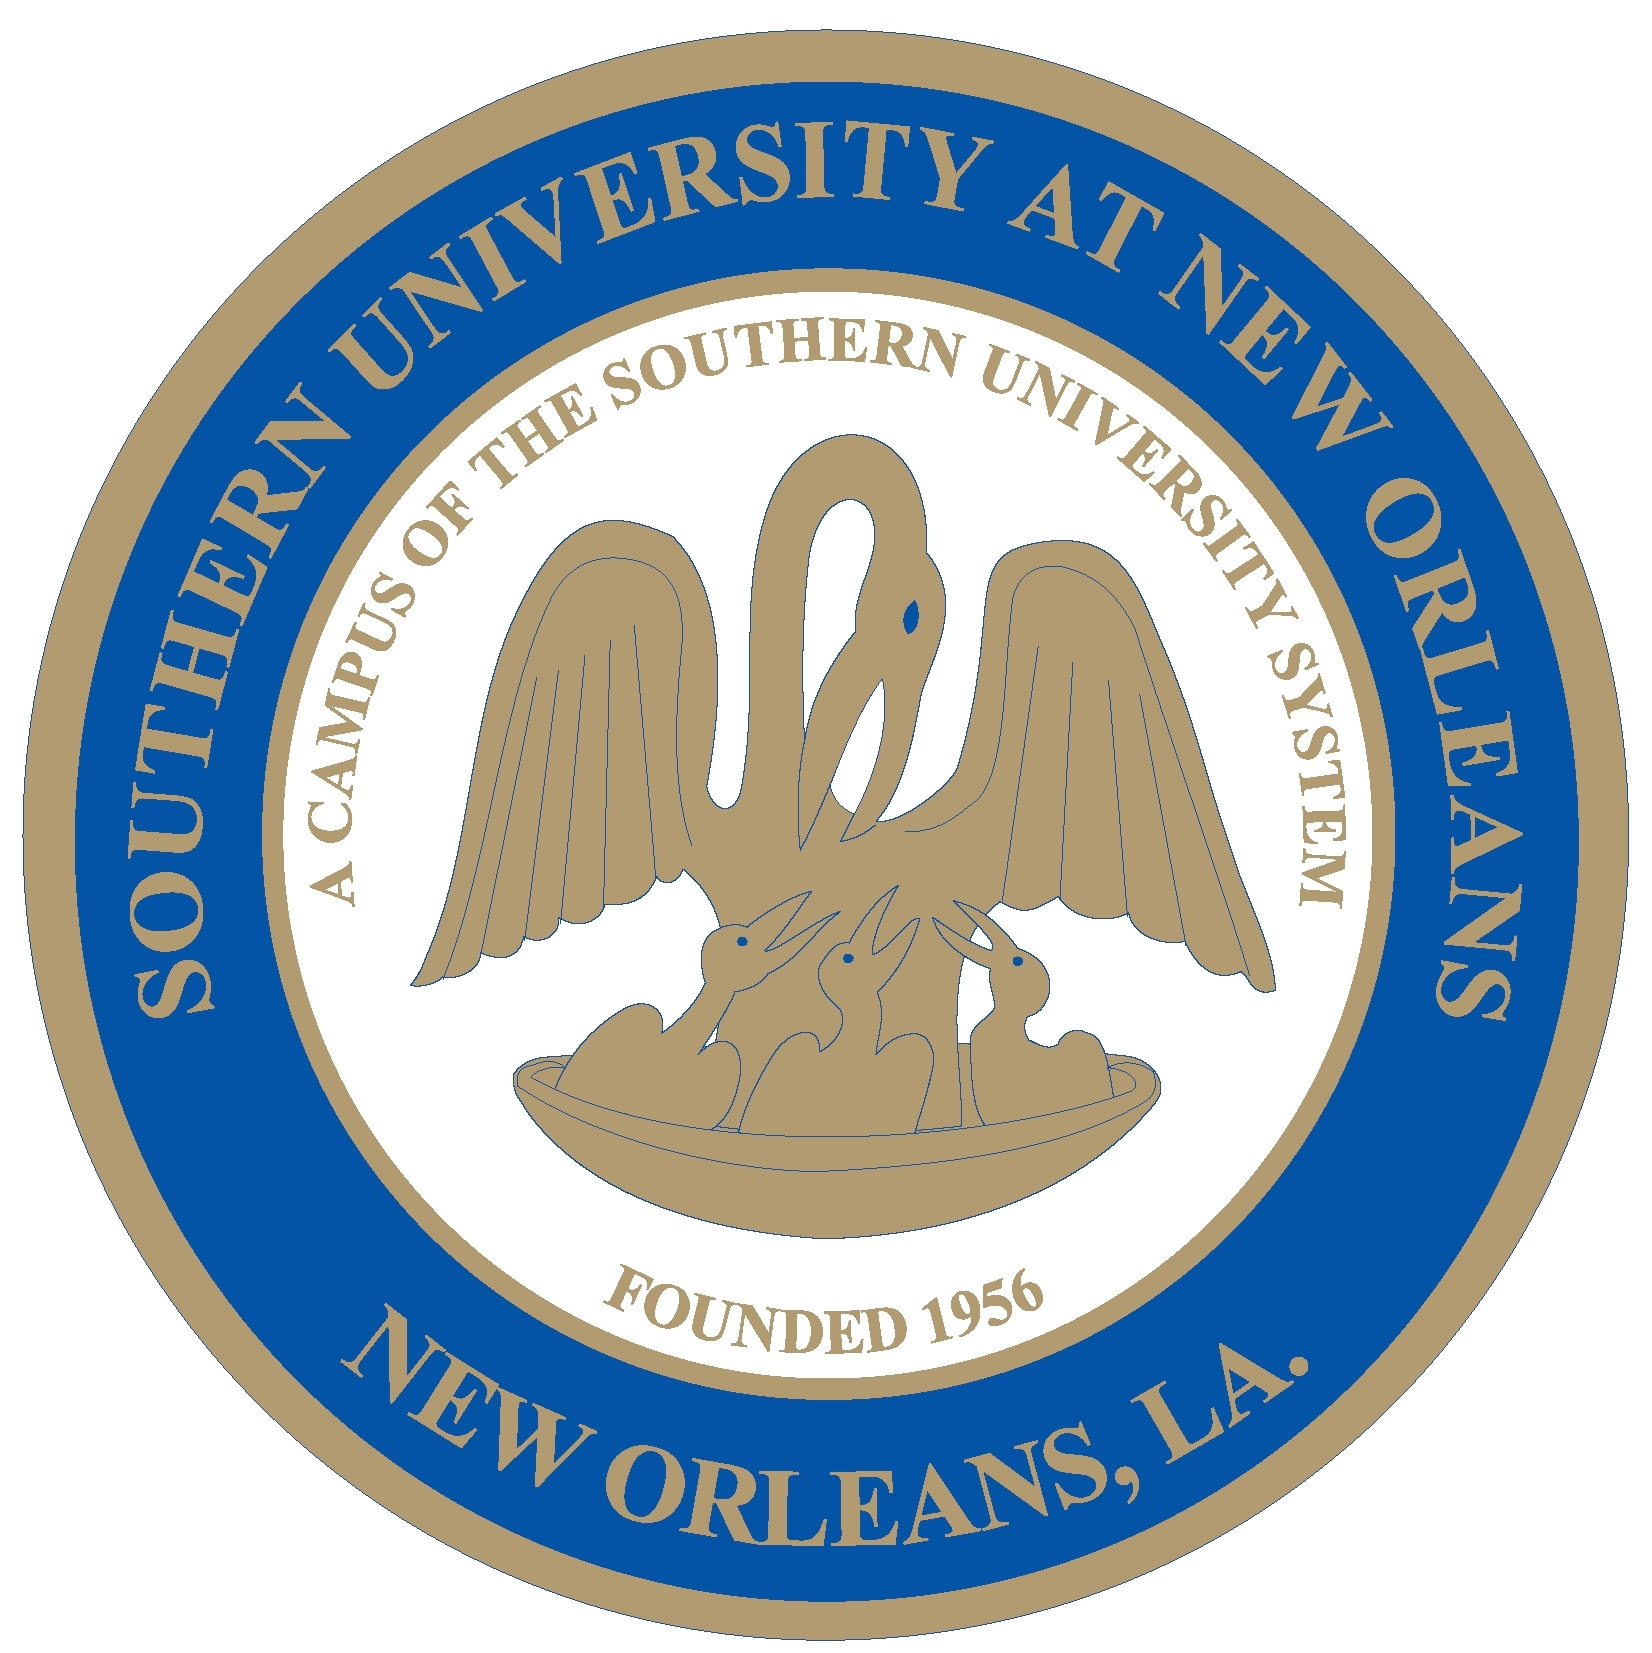 SOUTHERN UNIVERSITY AT NEW ORLEANS
A CAMPUS OF THE SOUTHERN UNIVERSITY SYSTEM
FOUNDED 1956
NEW ORLEANS, LA.